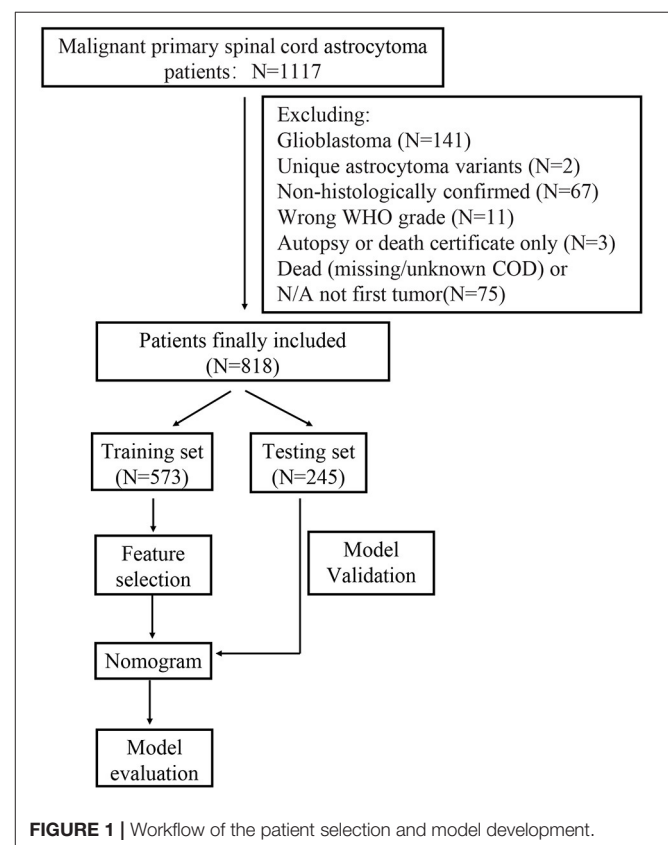 Malignant primary spinal cord astrocytoma
patients: N=1117
Excluding:
Glioblastoma (N=141)
Unique astrocytoma variants (N=2)
Non-histologically confirmed (N=67)
Wrong WHO grade (N=11)
Autopsy or death certificate only (N=3)
Dead (missing/unknown COD) or
N/A not first tumor(N=75)
Patients finally included
(N=818)
Training set
(N=573)
Testing set
(N=245)
Feature
selection
Model
Validation
Nomogram
Model
evaluation
FIGURE 1 | Workflow of the patient selection and model development.